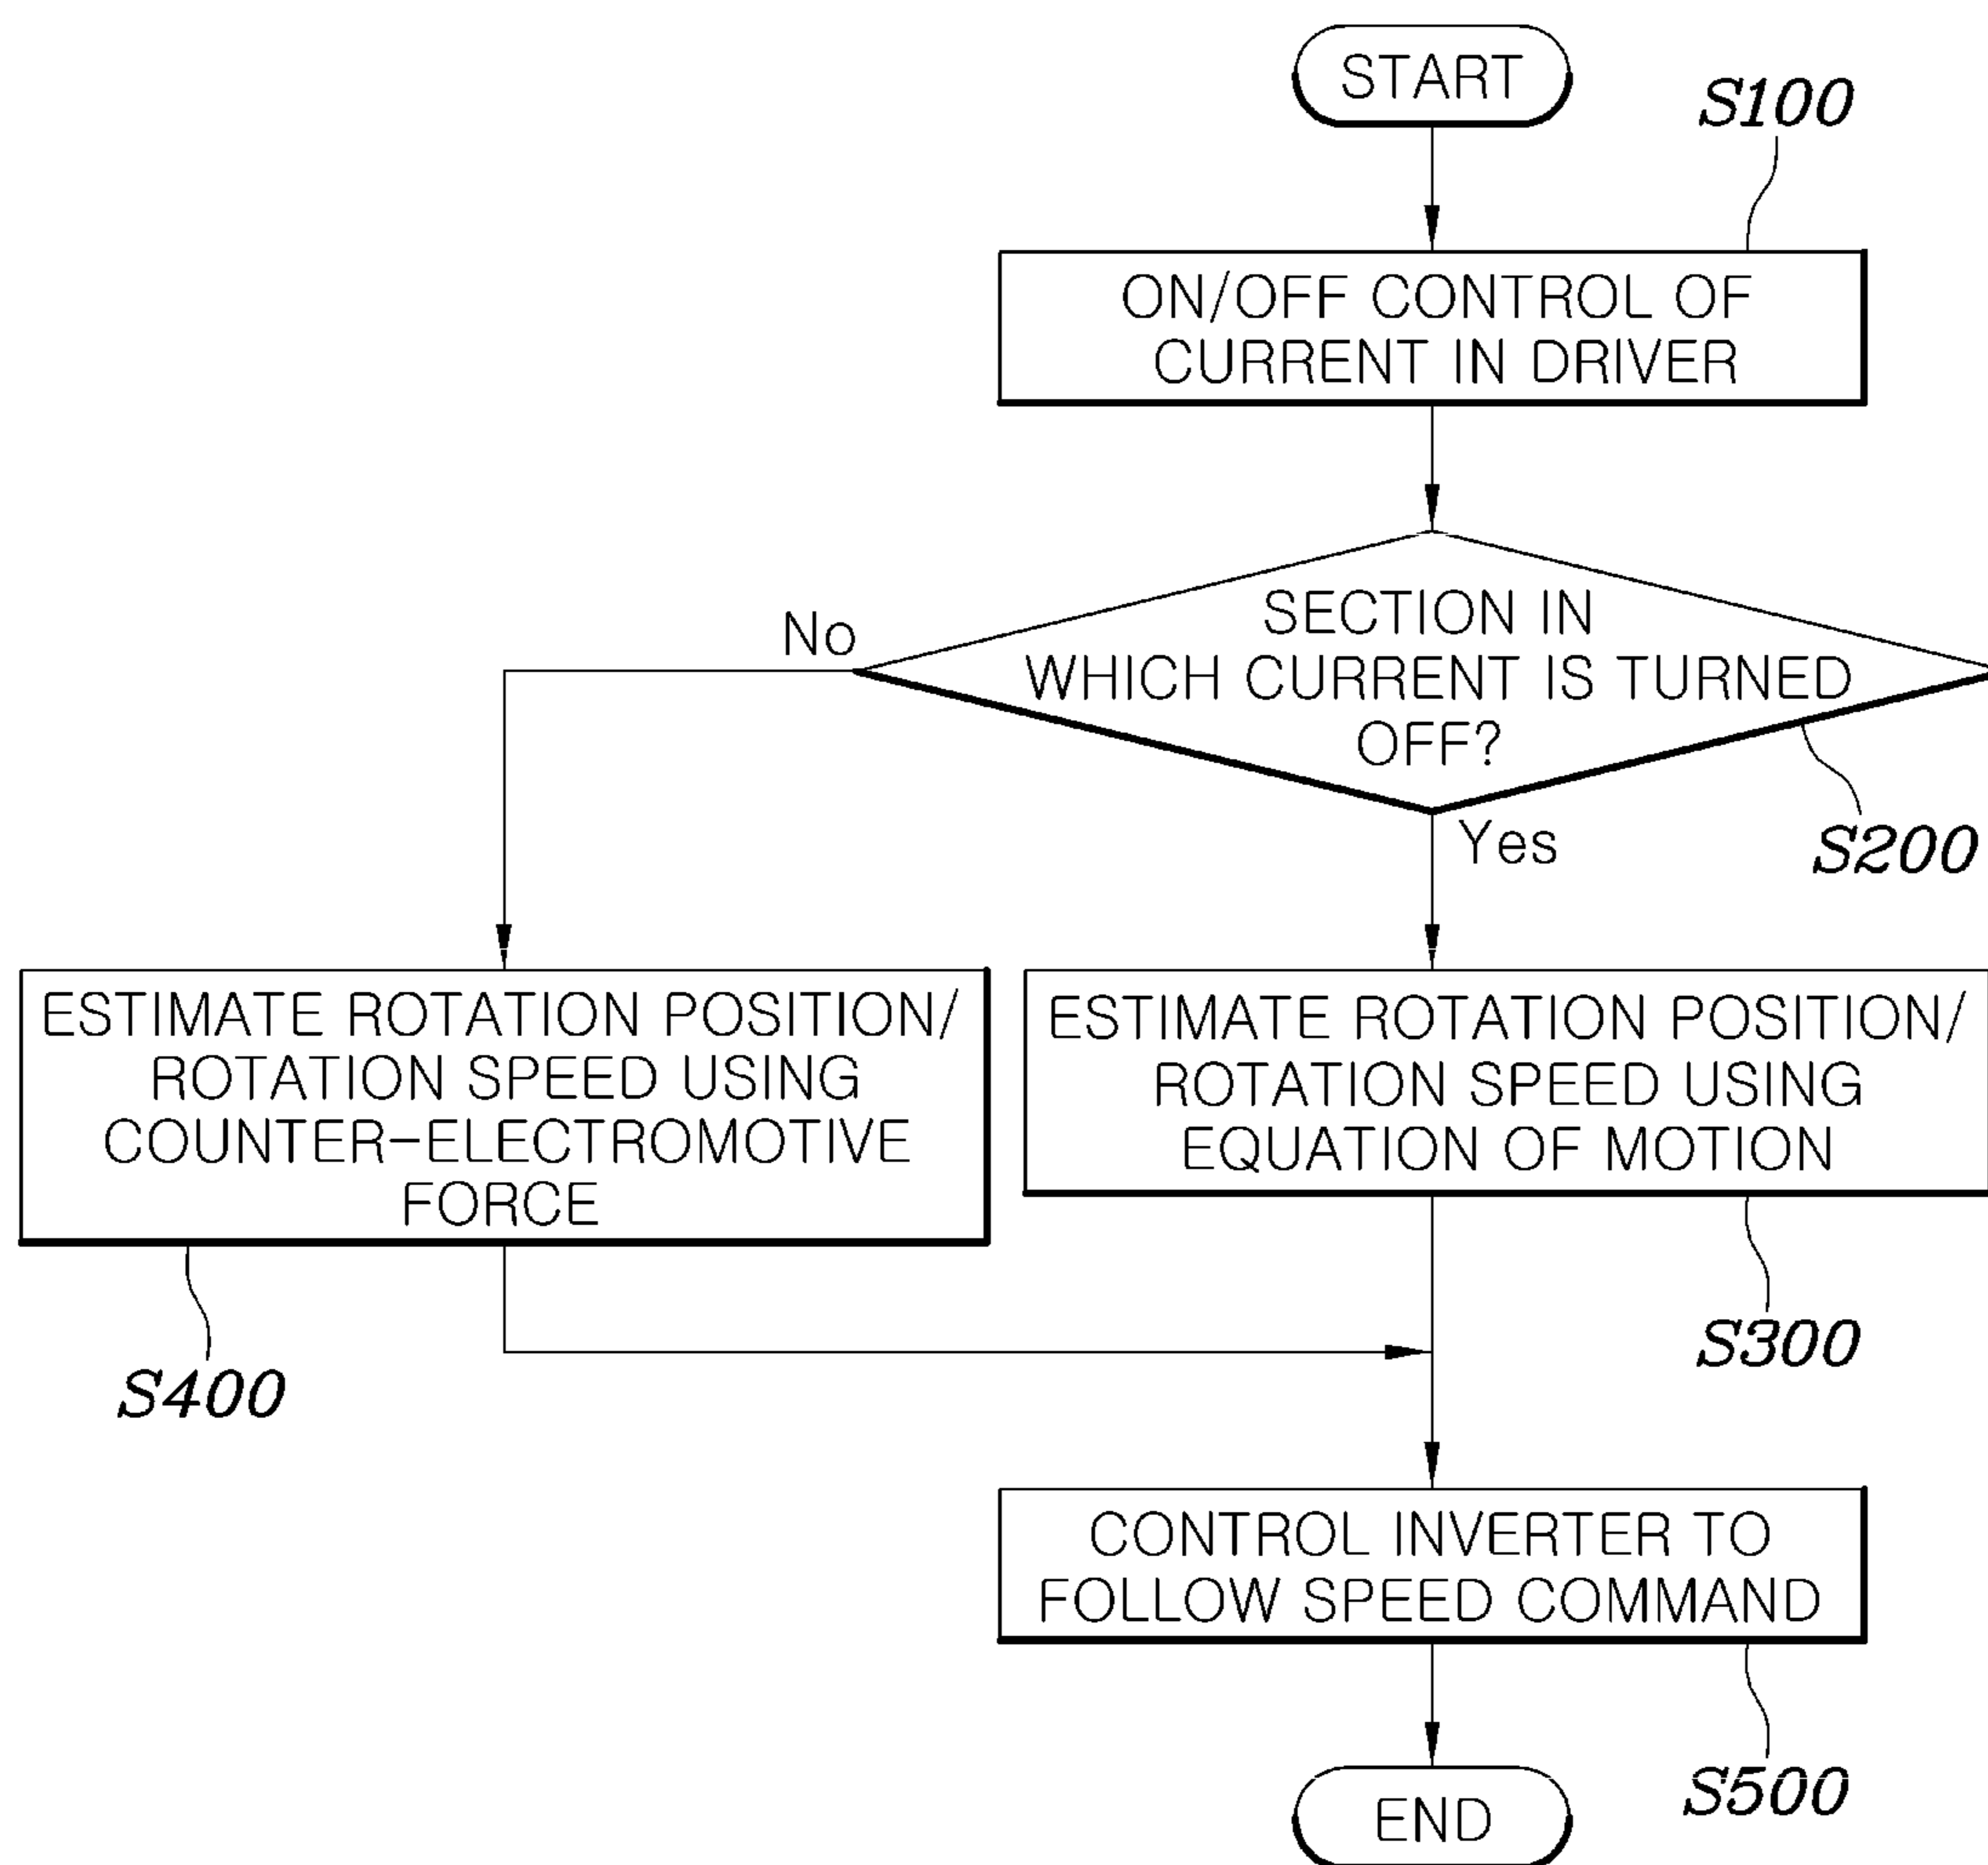 START
S100
ON/OFF CONTROL OF
CURRENT IN DRIVER
SECTION IN
WHICH CURRENT IS TURNED
OFF?
No
Yes
S200
ESTIMATE ROTATION POSITION/
ROTATION SPEED USING
COUNTER-ELECTROMOTIVE
FORCE
ESTIMATE ROTATION POSITION/
ROTATION SPEED USING
EQUATION OF MOTION
S300
S400
CONTROL INVERTER TO
FOLLOW SPEED COMMAND
S500
END